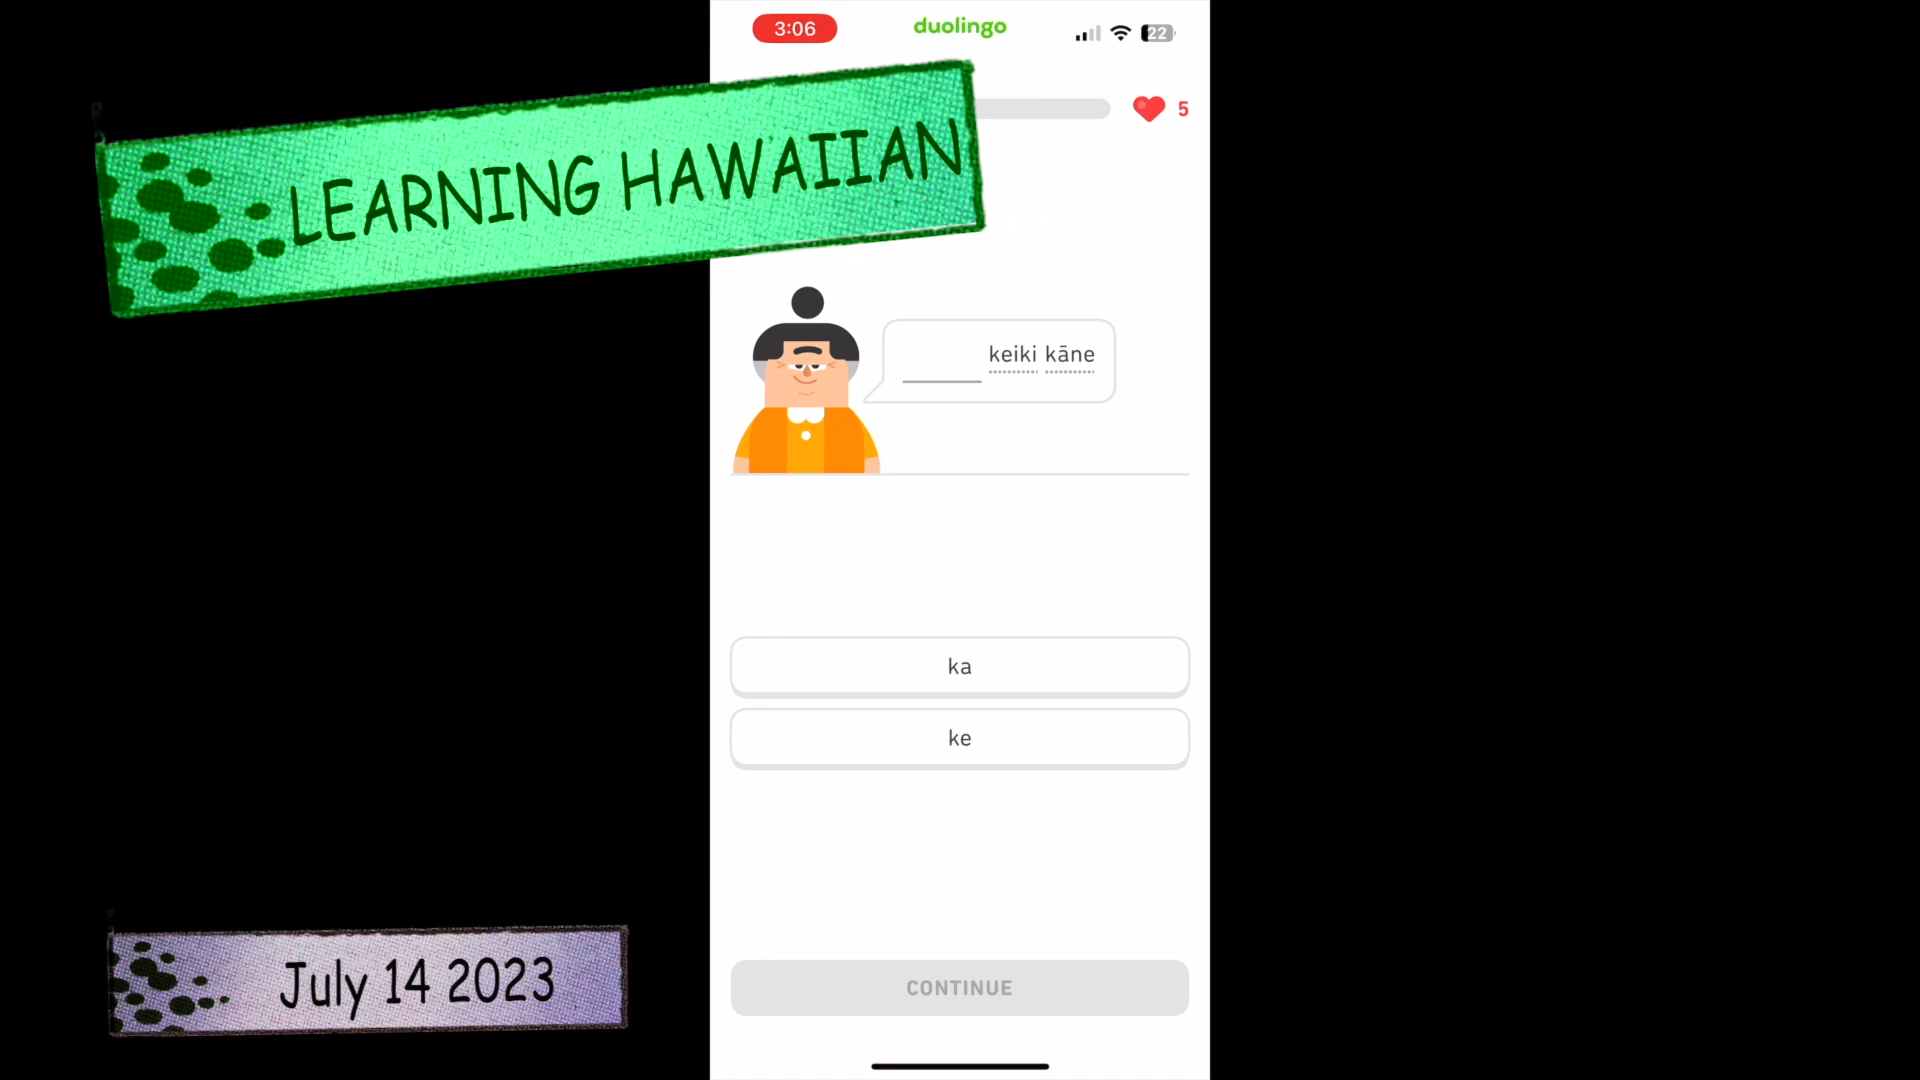 3:06
duolingo
22
5
LEARNING HAWAIIAN
keiki kāne
ka
ke
CONTINUE
July 14 2023